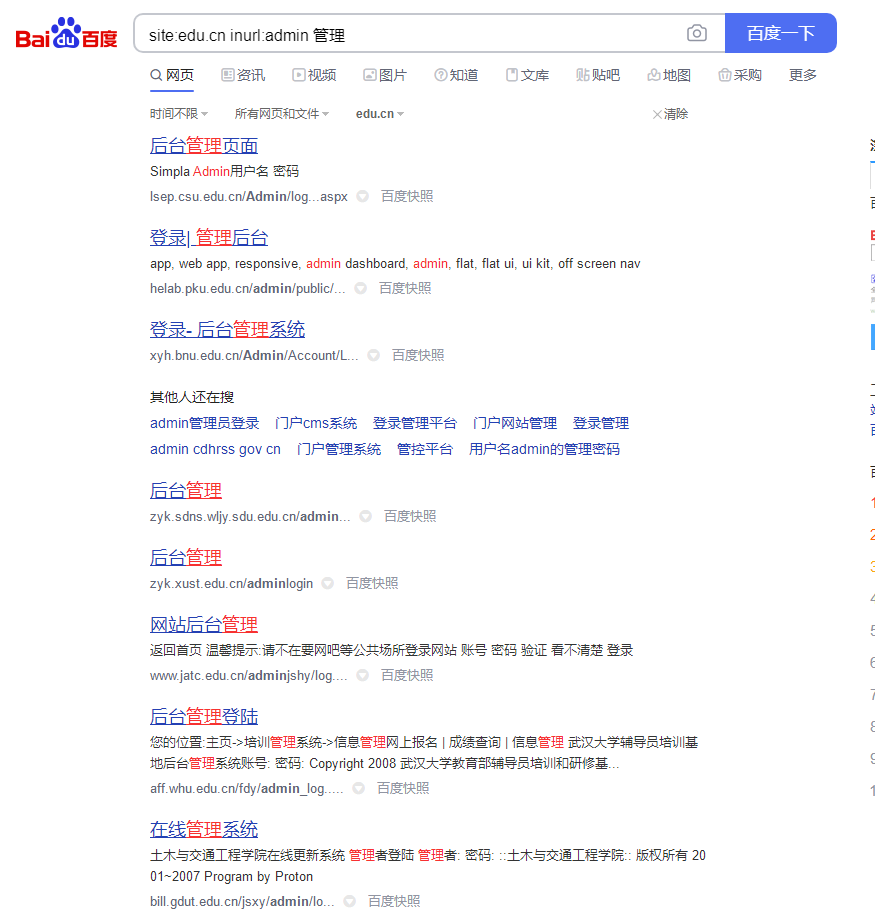 Bai du 百度 site:edu.cn inurl:admin 管理 百度一下
网页 资讯 视频 图片 知道 文库 贴吧 地图 采购 更多
时间不限 所有网页和文件 edu.cn 清除
后台管理页面
Simpla Admin用户名 密码
lsep.csu.edu.cn/Admin/log...aspx 百度快照
登录| 管理后台
app, web app, responsive, admin dashboard, admin, flat, flat ui, ui kit, off screen nav
helab.pku.edu.cn/admin/public/... 百度快照
登录- 后台管理系统
xyh.bnu.edu.cn/Admin/Account/L... 百度快照
其他人还在搜
admin管理员登录 门户cms系统 登录管理平台 门户网站管理 登录管理
admin cdhrss gov cn 门户管理系统 管控平台 用户名admin的管理密码
后台管理
zyk.sdns.wljy.sdu.edu.cn/admin... 百度快照
后台管理
zyk.xust.edu.cn/adminlogin 百度快照
网站后台管理
返回首页 温馨提示:请不在要网吧等公共场所登录网站 账号 密码 验证 看不清楚 登录
www.jatc.edu.cn/adminjshy/log.... 百度快照
后台管理登陆
您的位置:主页->培训管理系统->信息管理网上报名 | 成绩查询 | 信息管理 武汉大学辅导员培训基
地后台管理系统账号: 密码: Copyright 2008 武汉大学教育部辅导员培训和研修基...
aff.whu.edu.cn/fdy/admin_log..... 百度快照
在线管理系统
土木与交通工程学院在线更新系统 管理者登陆 管理者: 密码: ::土木与交通工程学院:: 版权所有 20
01~2007 Program by Proton
bill.gdut.edu.cn/jsxy/admin/lo... 百度快照